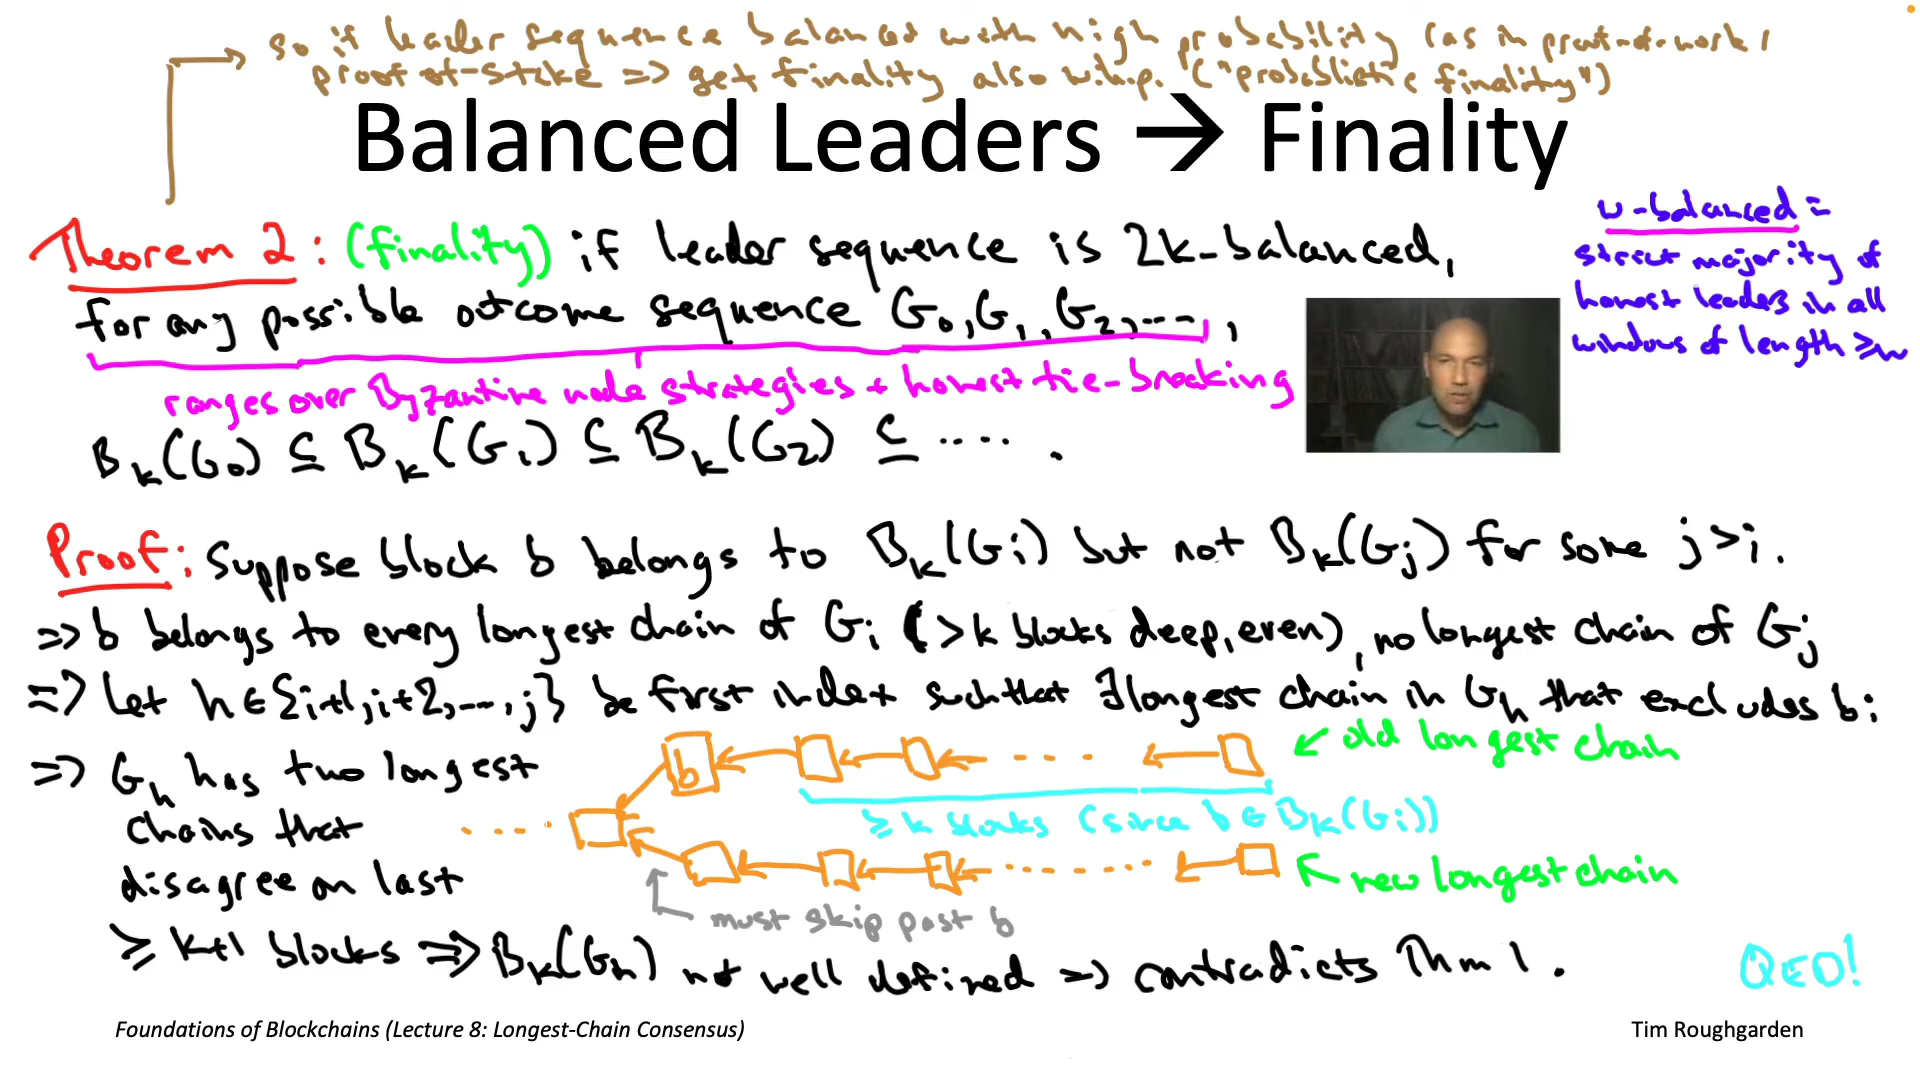 so if leader sequence balanced with high probability (as in proof-of-work /
proof-of-stake => get finality also w.h.p. ("probabilistic finality")
Balanced Leaders → Finality
Theorem 2: (finality) if leader sequence is 2k-balanced,
for any possible outcome sequence G₀, G₁, G₂, ...,
ranges over Byzantine node strategies + honest tie-breaking
Bₖ(G₀) ⊆ Bₖ(G₁) ⊆ Bₖ(G₂) ⊆ .... .
w-balanced =
strict majority of
honest leaders in all
windows of length ≥w
Proof: Suppose block b belongs to Bₖ(Gᵢ) but not Bₖ(Gⱼ) for some j>i.
=> b belongs to every longest chain of Gᵢ (>k blocks deep, even), no longest chain of Gⱼ
=> Let h∈{i+1,i+2,...,j} be first index such that ∃ longest chain in Gₕ that excludes b:
=> Gₕ has two longest
chains that
disagree on last
≥ k+1 blocks => Bₖ(Gₕ) not well defined => contradicts Thm 1.
b
← old longest chain
≥ k blocks (since b∈Bₖ(Gᵢ))
← new longest chain
must skip past b
QED!
Foundations of Blockchains (Lecture 8: Longest-Chain Consensus)
Tim Roughgarden